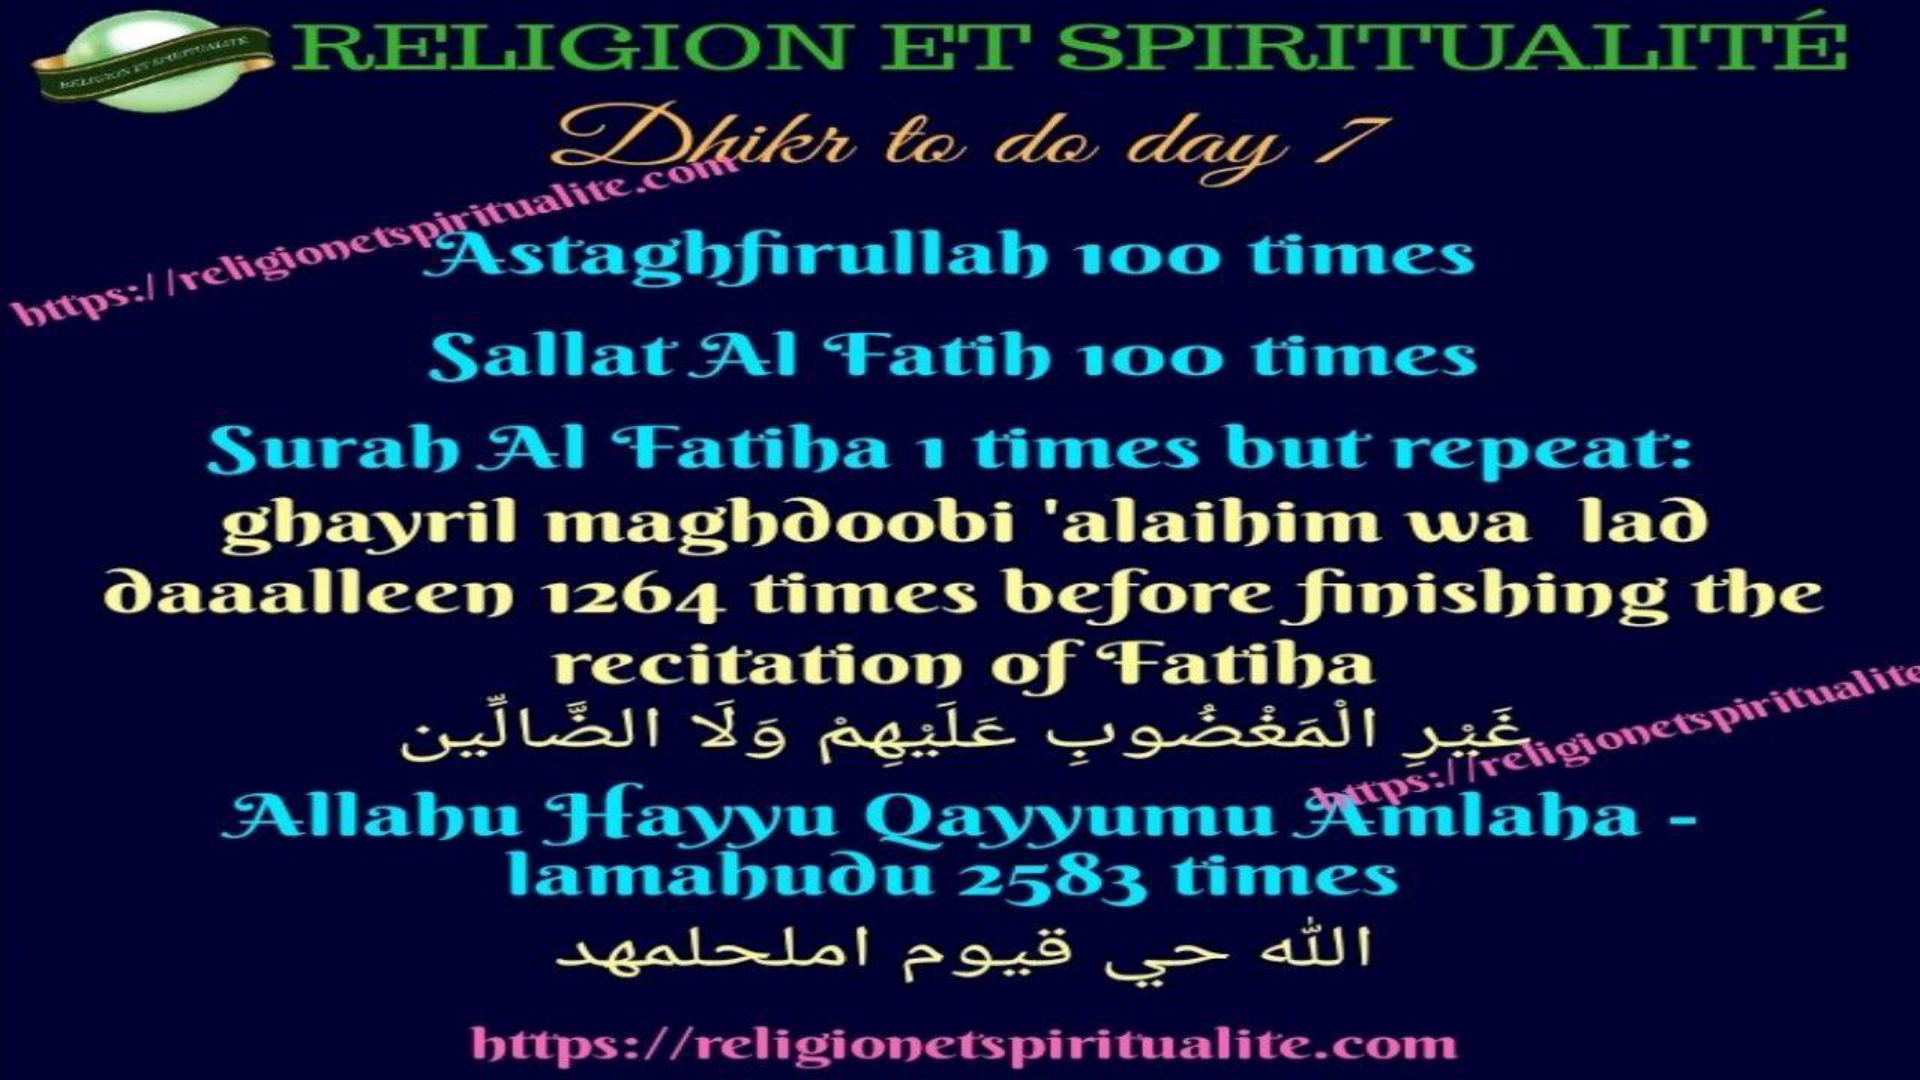 RELIGION ET SPIRITUALITÉ
RELIGION ET SPIRITUALITE
Dhikr to do day 7
https://religionetspiritualite.com
Astaghfirullah 100 times
Sallat Al Fatih 100 times
Surah Al Fatiha 1 times but repeat:
ghayril maghdoobi 'alaihim wa lad
daaalleen 1264 times before finishing the
recitation of Fatiha
غَيْرِ الْمَغْضُوبِ عَلَيْهِمْ وَلَا الضَّالِّين
https://religionetspiritualite
Allahu Hayyu Qayyumu Amlaha -
lamahudu 2583 times
الله حي قيوم املحلمهد
https://religionetspiritualite.com